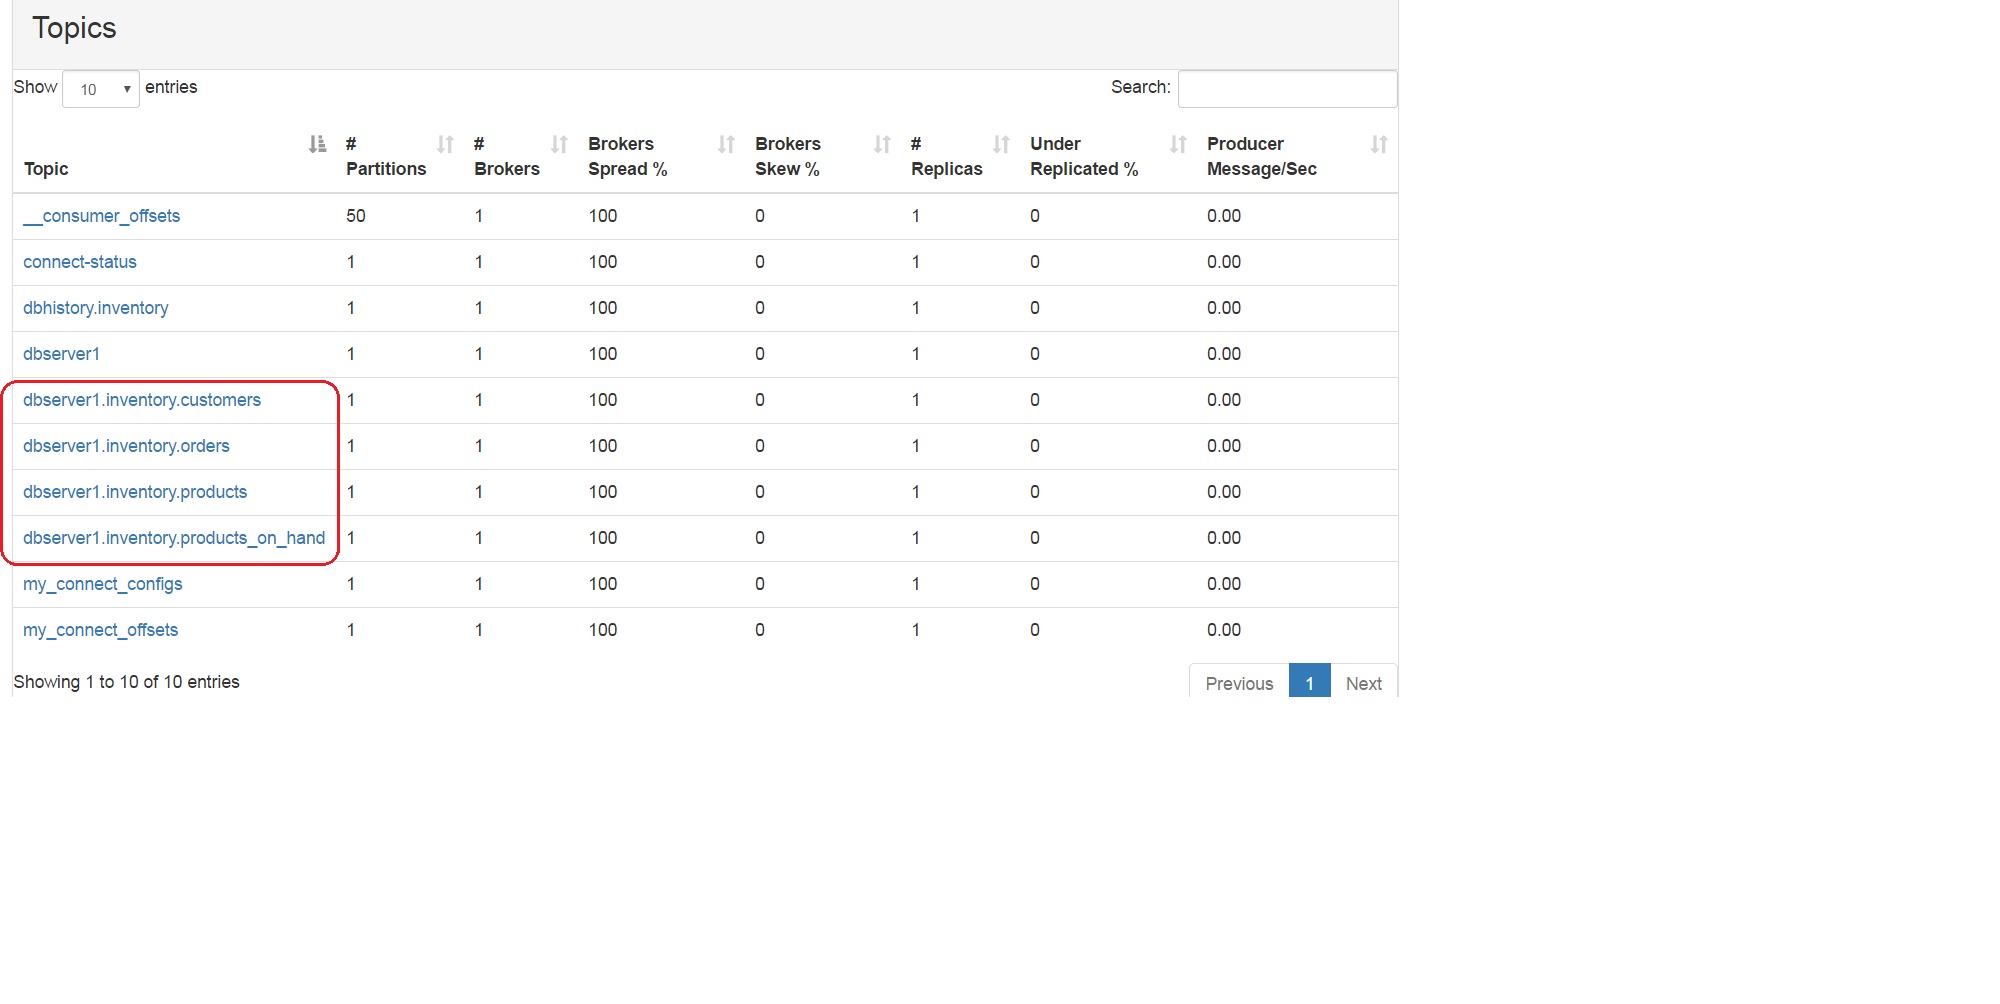 Topics
Show 10 entries Search:
Topic # Partitions # Brokers Brokers Spread % Brokers Skew % # Replicas Under Replicated % Producer Message/Sec
__consumer_offsets 50 1 100 0 1 0 0.00
connect-status 1 1 100 0 1 0 0.00
dbhistory.inventory 1 1 100 0 1 0 0.00
dbserver1 1 1 100 0 1 0 0.00
dbserver1.inventory.customers 1 1 100 0 1 0 0.00
dbserver1.inventory.orders 1 1 100 0 1 0 0.00
dbserver1.inventory.products 1 1 100 0 1 0 0.00
dbserver1.inventory.products_on_hand 1 1 100 0 1 0 0.00
my_connect_configs 1 1 100 0 1 0 0.00
my_connect_offsets 1 1 100 0 1 0 0.00
Showing 1 to 10 of 10 entries Previous 1 Next